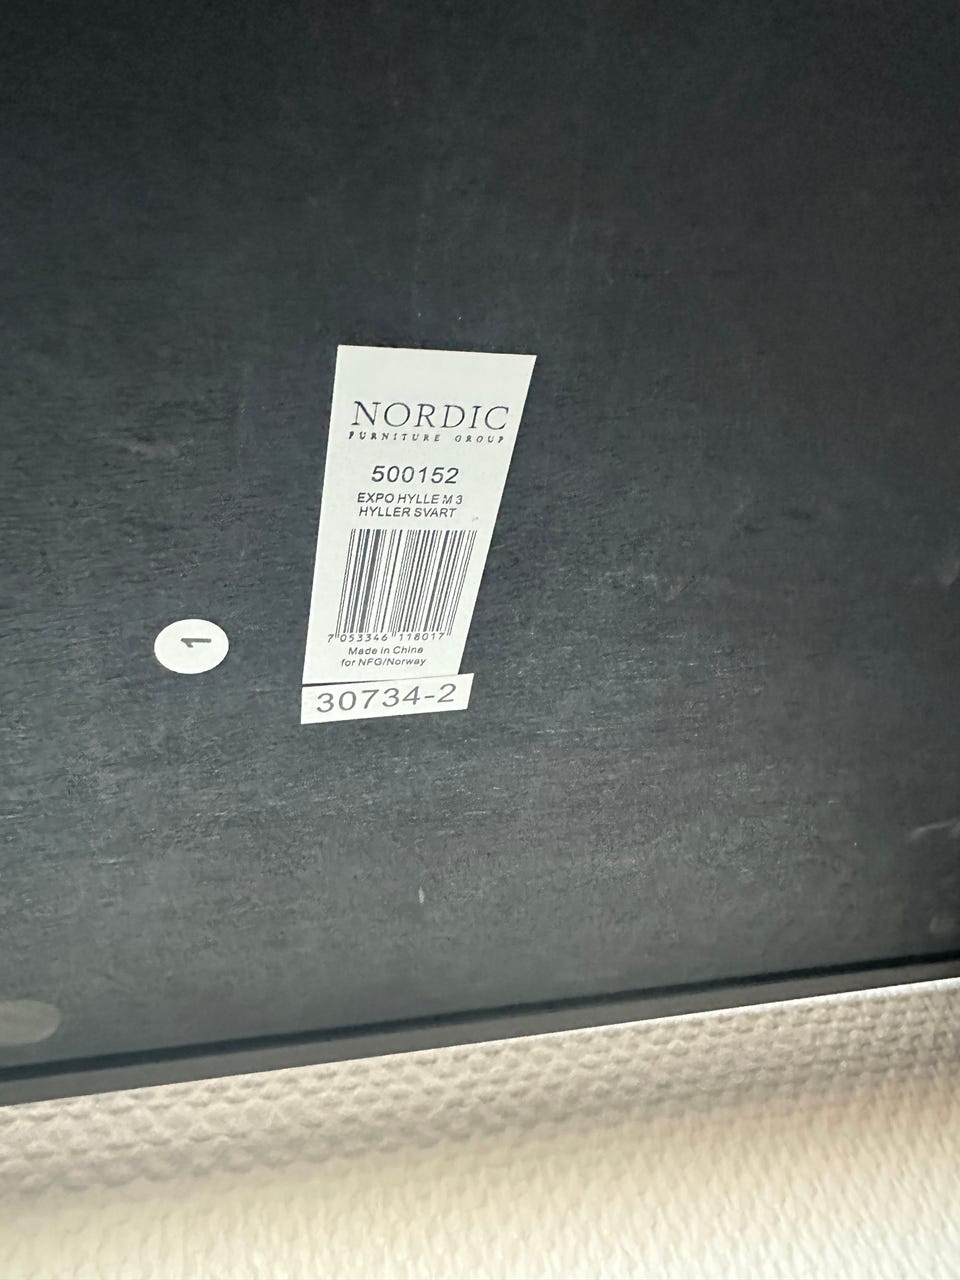 NORDIC
FURNITURE GROUP
500152
EXPO HYLLE M 3
HYLLER SVART
7 053346 118017
Made in China
for NFG/Norway
30734-2
1